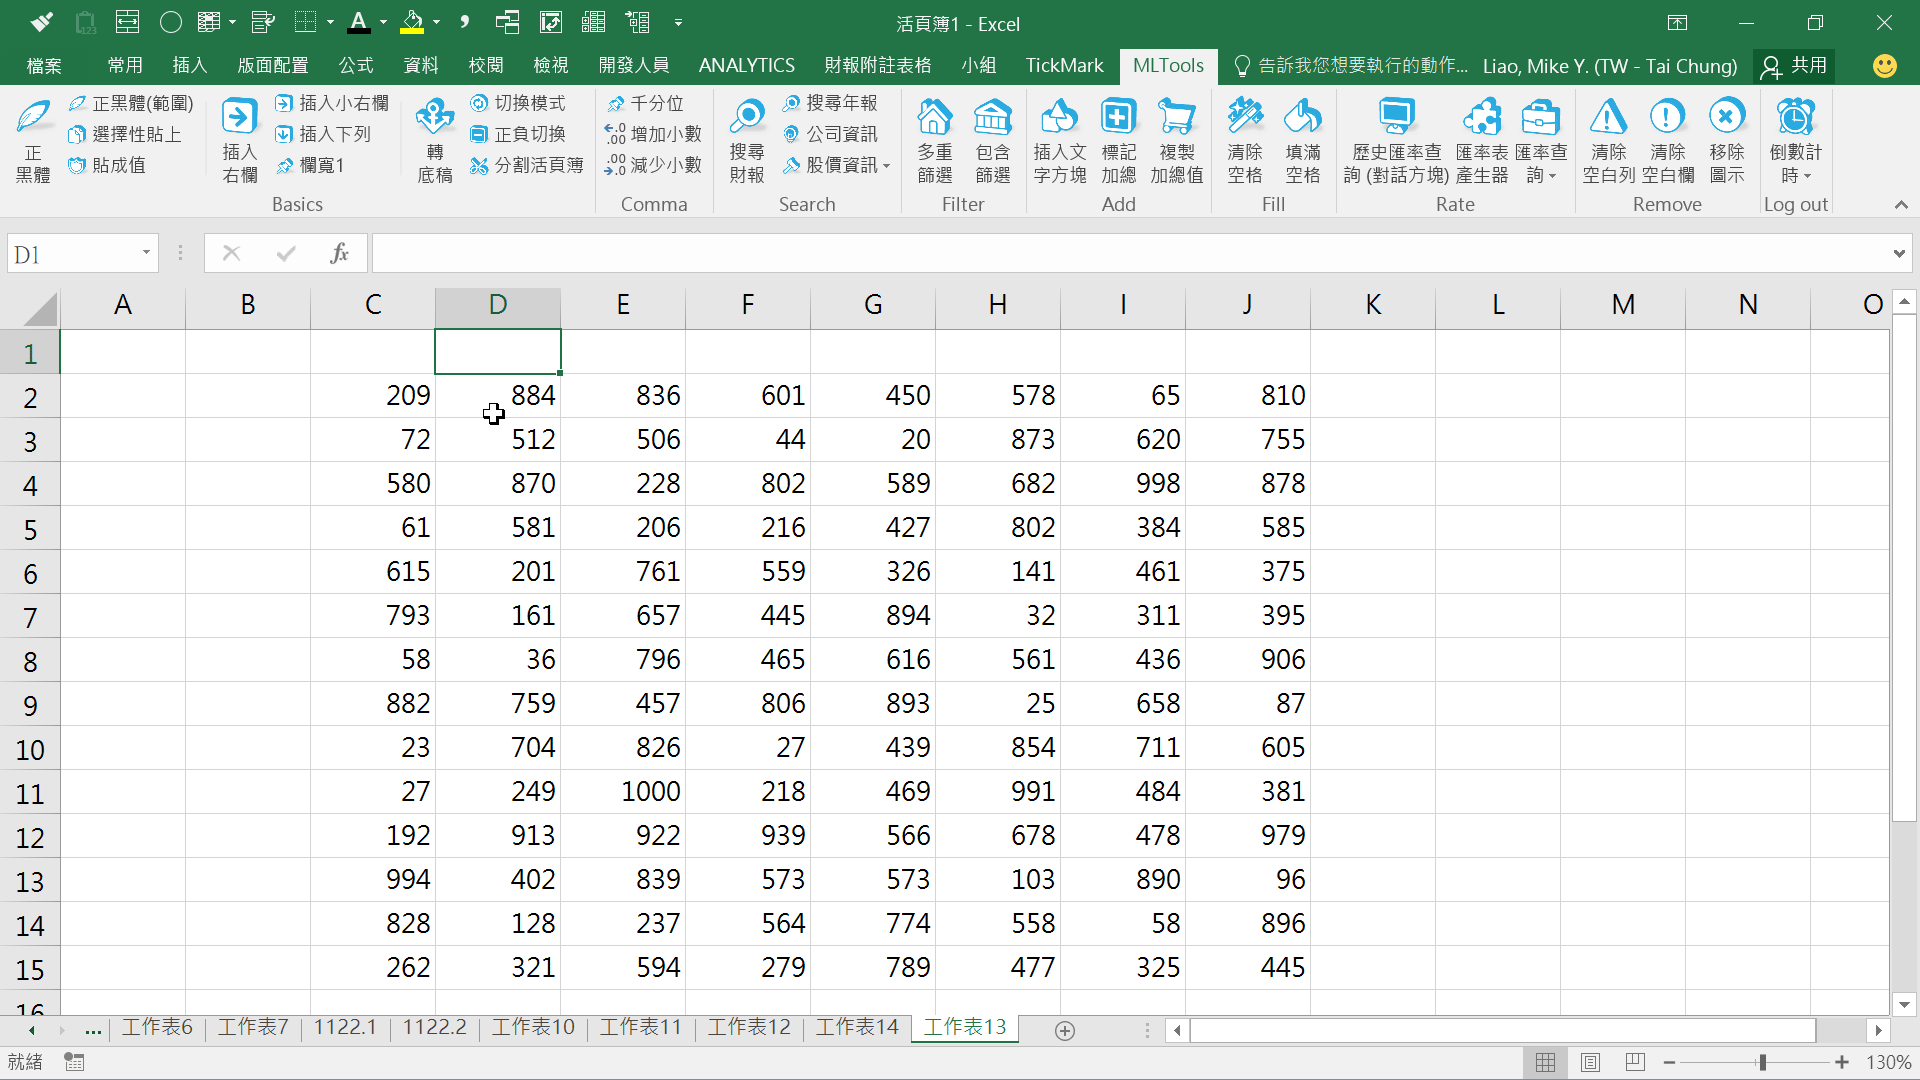 活頁簿1 - Excel
檔案 常用 插入 版面配置 公式 資料 校閱 檢視 開發人員 ANALYTICS 財報附註表格 小組 TickMark MLTools 告訴我您想要執行的動作... Liao, Mike Y. (TW - Tai Chung) 共用
正黑體 正黑體(範圍) 選擇性貼上 貼成值 插入右欄 插入小右欄 插入下列 欄寬1 轉底稿 切換模式 正負切換 分割活頁簿 Basics
千分位 增加小數 減少小數 Comma
搜尋財報 搜尋年報 公司資訊 股價資訊 Search
多重篩選 包含篩選 Filter
插入文字方塊 標記加總 複製加總值 Add
清除空格 填滿空格 Fill
歷史匯率查詢 (對話方塊) 匯率表產生器 匯率查詢 Rate
清除空白列 清除空白欄 移除圖示 Remove
倒數計時 Log out
D1 fx
A B C D E F G H I J K L M N O
1
2 209 884 836 601 450 578 65 810
3 72 512 506 44 20 873 620 755
4 580 870 228 802 589 682 998 878
5 61 581 206 216 427 802 384 585
6 615 201 761 559 326 141 461 375
7 793 161 657 445 894 32 311 395
8 58 36 796 465 616 561 436 906
9 882 759 457 806 893 25 658 87
10 23 704 826 27 439 854 711 605
11 27 249 1000 218 469 991 484 381
12 192 913 922 939 566 678 478 979
13 994 402 839 573 573 103 890 96
14 828 128 237 564 774 558 58 896
15 262 321 594 279 789 477 325 445
16
... 工作表6 工作表7 1122.1 1122.2 工作表10 工作表11 工作表12 工作表14 工作表13
就緒 130%